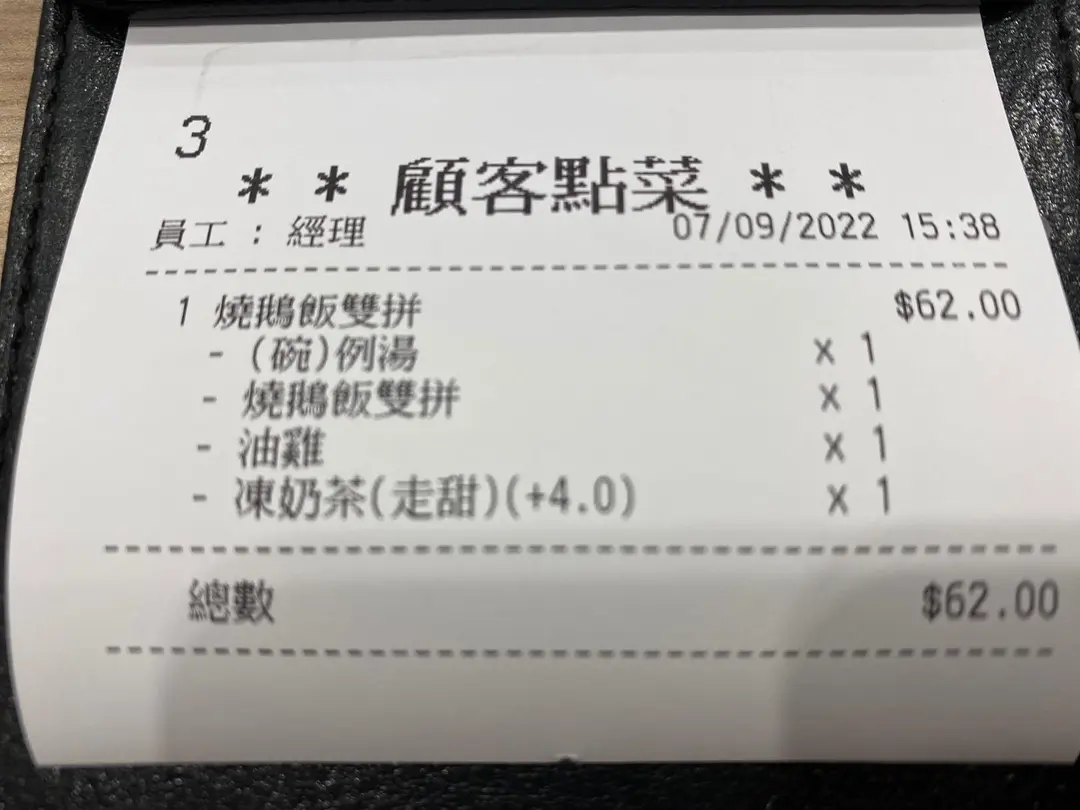 3
** 顧客點菜 **
員工 : 經理 07/09/2022 15:38
1 燒鵝飯雙拼 $62.00
- (碗)例湯 x 1
- 燒鵝飯雙拼 x 1
- 油雞 x 1
- 凍奶茶(走甜)(+4.0) x 1
總數 $62.00